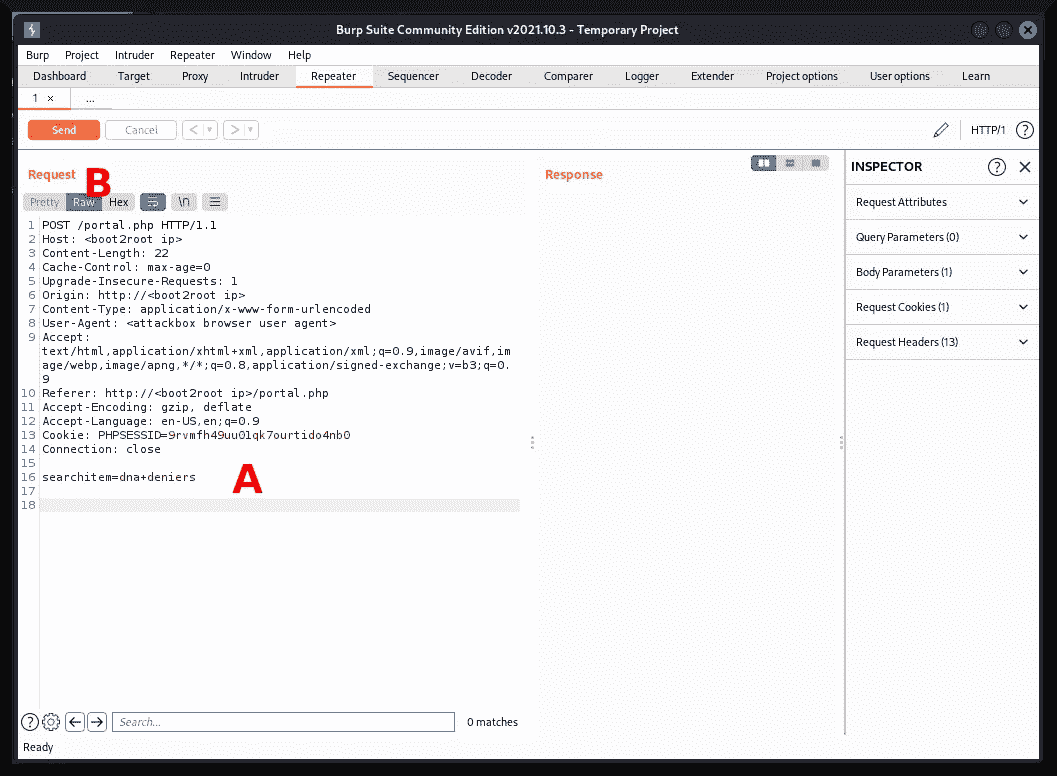 Burp Suite Community Edition v2021.10.3 - Temporary Project
Burp Project Intruder Repeater Window Help
Dashboard Target Proxy Intruder Repeater Sequencer Decoder Comparer Logger Extender Project options User options Learn
1 × ...
Send Cancel < > HTTP/1 ?
Request B Response INSPECTOR ?
Pretty Raw Hex \n Request Attributes
1 POST /portal.php HTTP/1.1
2 Host: <boot2root ip>
Query Parameters (0)
3 Content-Length: 22
4 Cache-Control: max-age=0
Body Parameters (1)
5 Upgrade-Insecure-Requests: 1
6 Origin: http://<boot2root ip>
Request Cookies (1)
7 Content-Type: application/x-www-form-urlencoded
8 User-Agent: <attackbox browser user agent>
9 Accept:
Request Headers (13)
text/html,application/xhtml+xml,application/xml;q=0.9,image/avif,im
age/webp,image/apng,*/*;q=0.8,application/signed-exchange;v=b3;q=0.
9
10 Referer: http://<boot2root ip>/portal.php
11 Accept-Encoding: gzip, deflate
12 Accept-Language: en-US,en;q=0.9
13 Cookie: PHPSESSID=9rvmfh49uu01qk7ourtido4nb0
14 Connection: close
15
16 searchitem=dna+deniers A
17
18
? Search... 0 matches
Ready